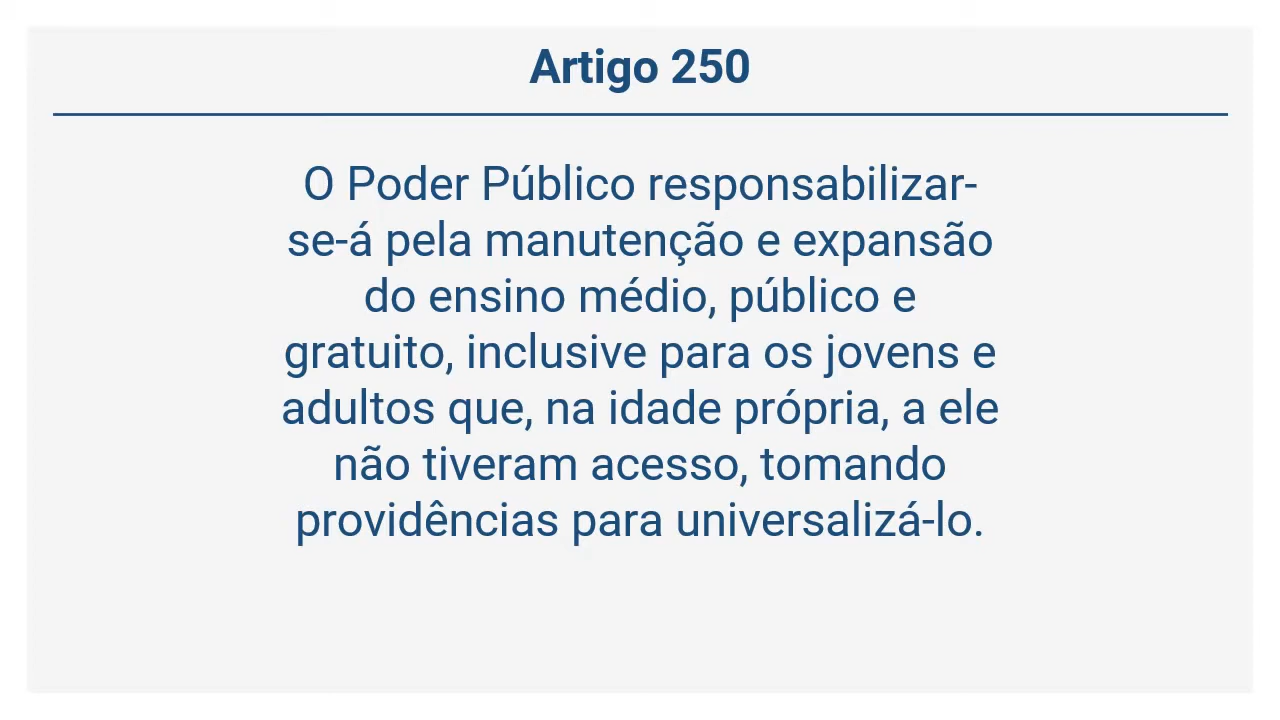 Artigo 250
O Poder Público responsabilizar-
se-á pela manutenção e expansão
do ensino médio, público e
gratuito, inclusive para os jovens e
adultos que, na idade própria, a ele
não tiveram acesso, tomando
providências para universalizá-lo.